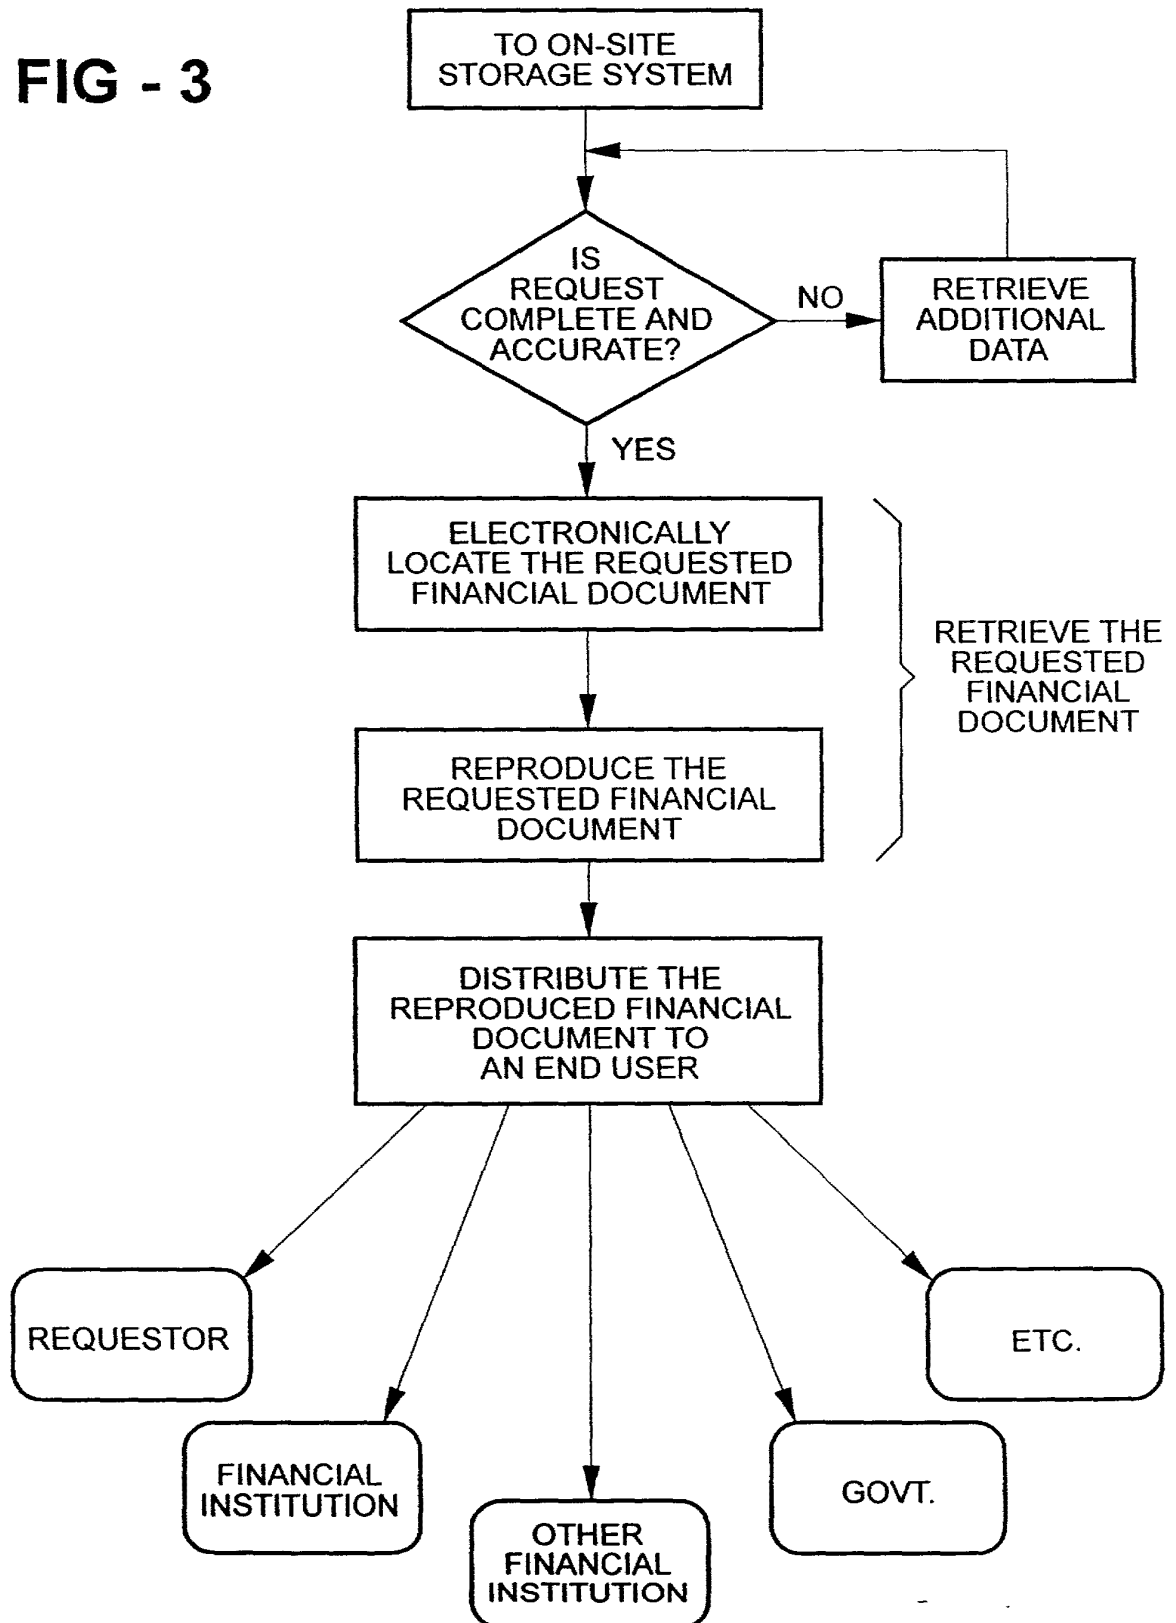 FIG - 3
TO ON-SITE
STORAGE SYSTEM
IS
REQUEST
COMPLETE AND
ACCURATE?
NO
RETRIEVE
ADDITIONAL
DATA
YES
ELECTRONICALLY
LOCATE THE REQUESTED
FINANCIAL DOCUMENT
RETRIEVE THE
REQUESTED
FINANCIAL
DOCUMENT
REPRODUCE THE
REQUESTED FINANCIAL
DOCUMENT
DISTRIBUTE THE
REPRODUCED FINANCIAL
DOCUMENT TO
AN END USER
REQUESTOR
FINANCIAL
INSTITUTION
OTHER
FINANCIAL
INSTITUTION
GOVT.
ETC.